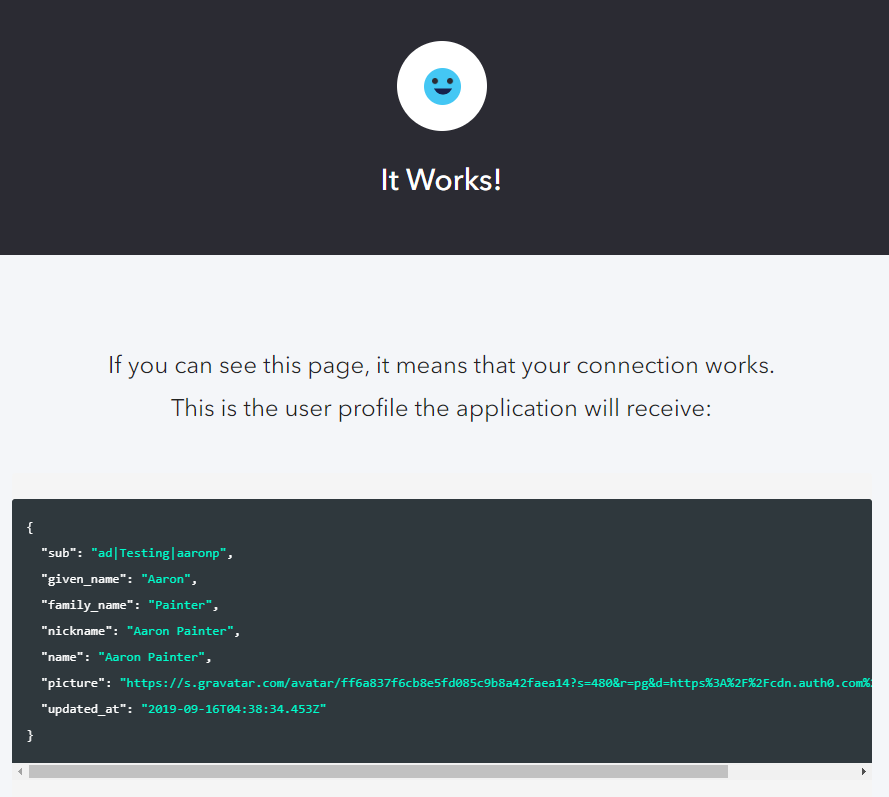 It Works!
If you can see this page, it means that your connection works.
This is the user profile the application will receive:
{
"sub": "ad|Testing|aaronp",
"given_name": "Aaron",
"family_name": "Painter",
"nickname": "Aaron Painter",
"name": "Aaron Painter",
"picture": "https://s.gravatar.com/avatar/ff6a837f6cb8e5fd085c9b8a42faea14?s=480&r=pg&d=https%3A%2F%2Fcdn.auth0.com%
"updated_at": "2019-09-16T04:38:34.453Z"
}